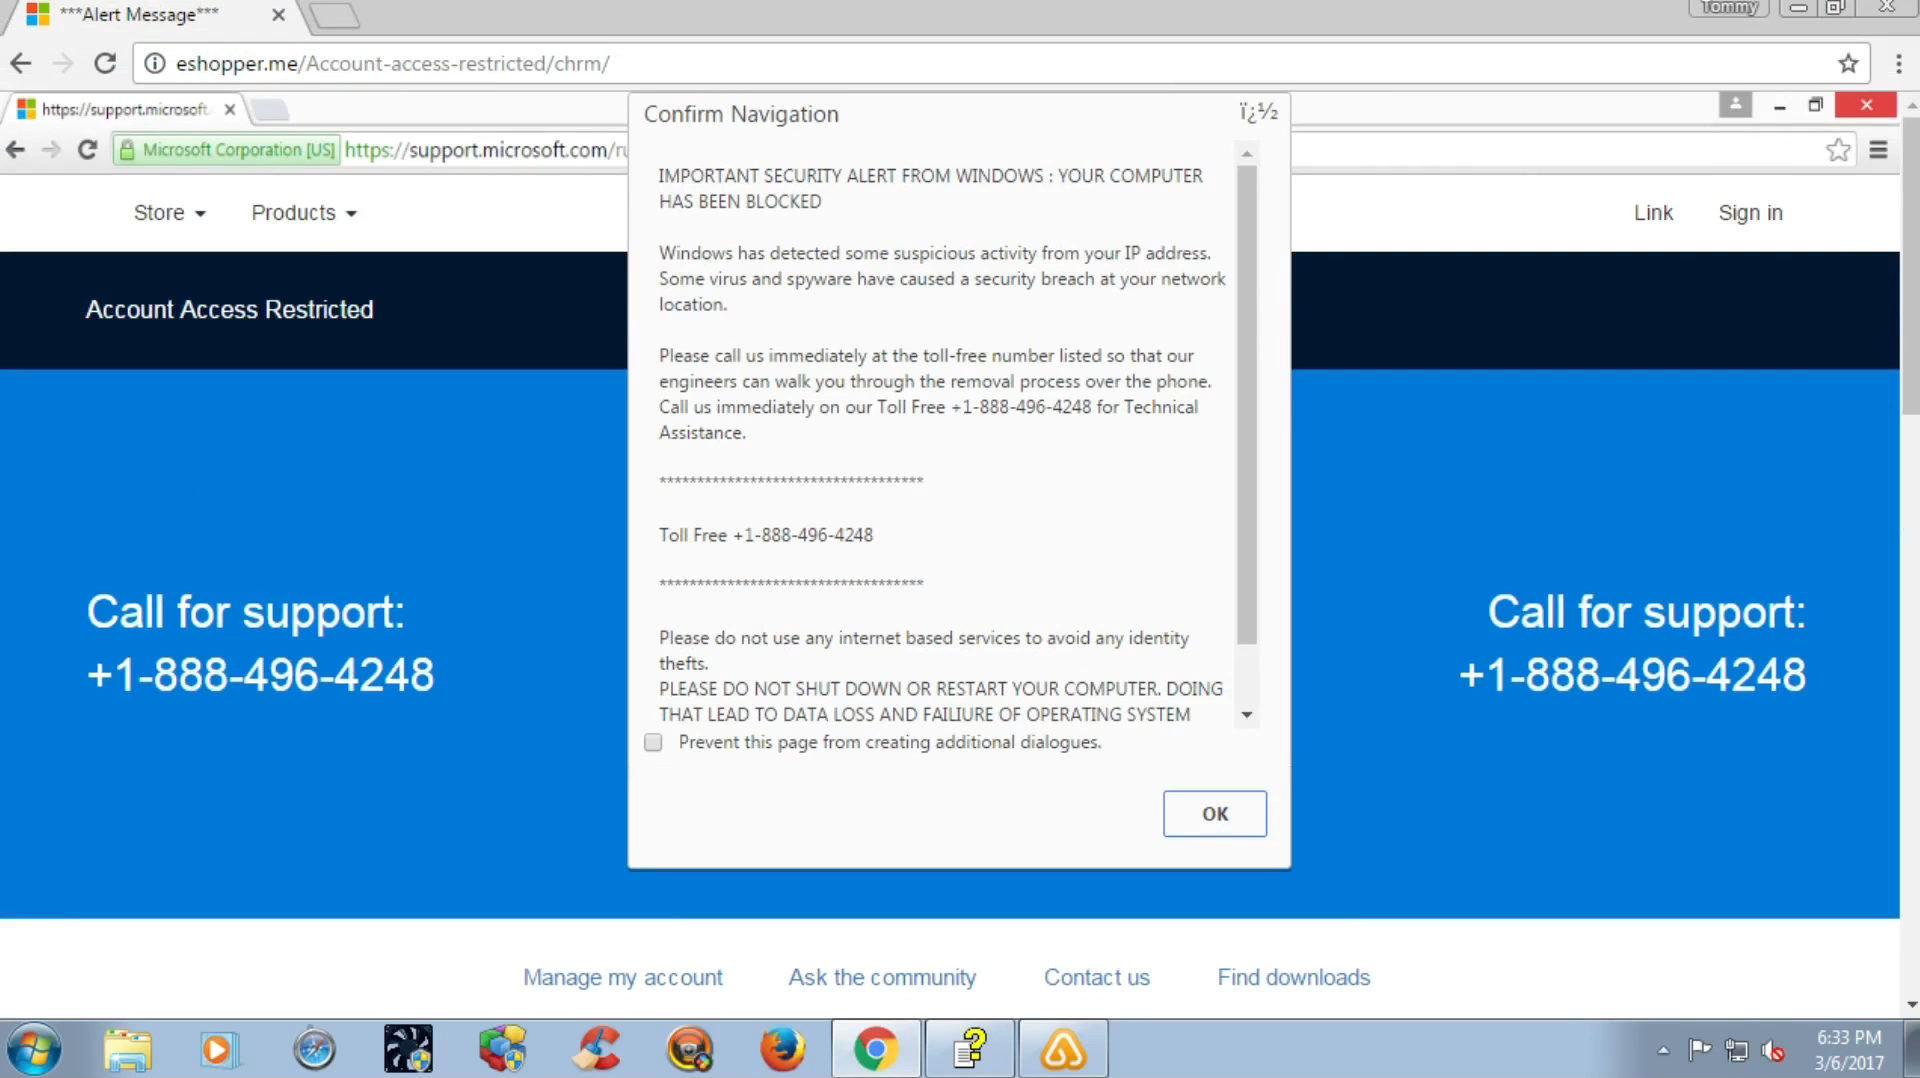 ***Alert Message***
Tommy
eshopper.me/Account-access-restricted/chrm/
https://support.microsoft.
Microsoft Corporation [US] https://support.microsoft.com/ru
Confirm Navigation ï¿½
Store Products Link Sign in
Account Access Restricted
IMPORTANT SECURITY ALERT FROM WINDOWS : YOUR COMPUTER
HAS BEEN BLOCKED
Windows has detected some suspicious activity from your IP address.
Some virus and spyware have caused a security breach at your network
location.
Please call us immediately at the toll-free number listed so that our
engineers can walk you through the removal process over the phone.
Call us immediately on our Toll Free +1-888-496-4248 for Technical
Assistance.
***********************************
Toll Free +1-888-496-4248
***********************************
Please do not use any internet based services to avoid any identity
thefts.
PLEASE DO NOT SHUT DOWN OR RESTART YOUR COMPUTER. DOING
THAT LEAD TO DATA LOSS AND FAILIURE OF OPERATING SYSTEM
Prevent this page from creating additional dialogues.
OK
Call for support:
+1-888-496-4248
Call for support:
+1-888-496-4248
Manage my account Ask the community Contact us Find downloads
6:33 PM
3/6/2017